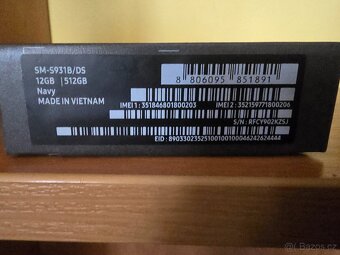 SM-S931B/DS
12GB | 512GB
Navy
MADE IN VIETNAM
8 806095 851891
IMEI 1: 351846801800203
IMEI 2: 352159771800206
S/N: RFCY902KZSJ
EID: 89033023525100100100046242624444
Bazos.cz